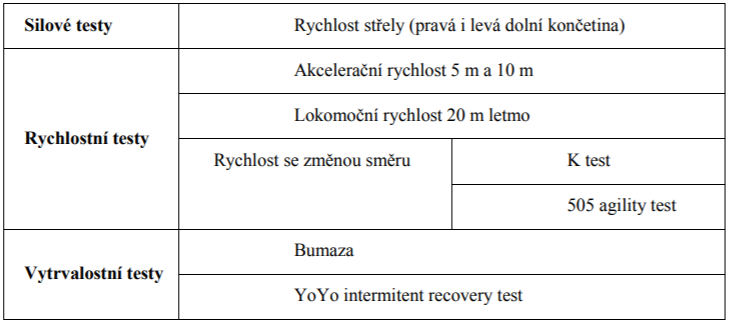 Silové testy
Rychlost střely (pravá i levá dolní končetina)
Rychlostní testy
Akcelerační rychlost 5 m a 10 m
Lokomoční rychlost 20 m letmo
Rychlost se změnou směru
K test
505 agility test
Vytrvalostní testy
Bumaza
YoYo intermitent recovery test